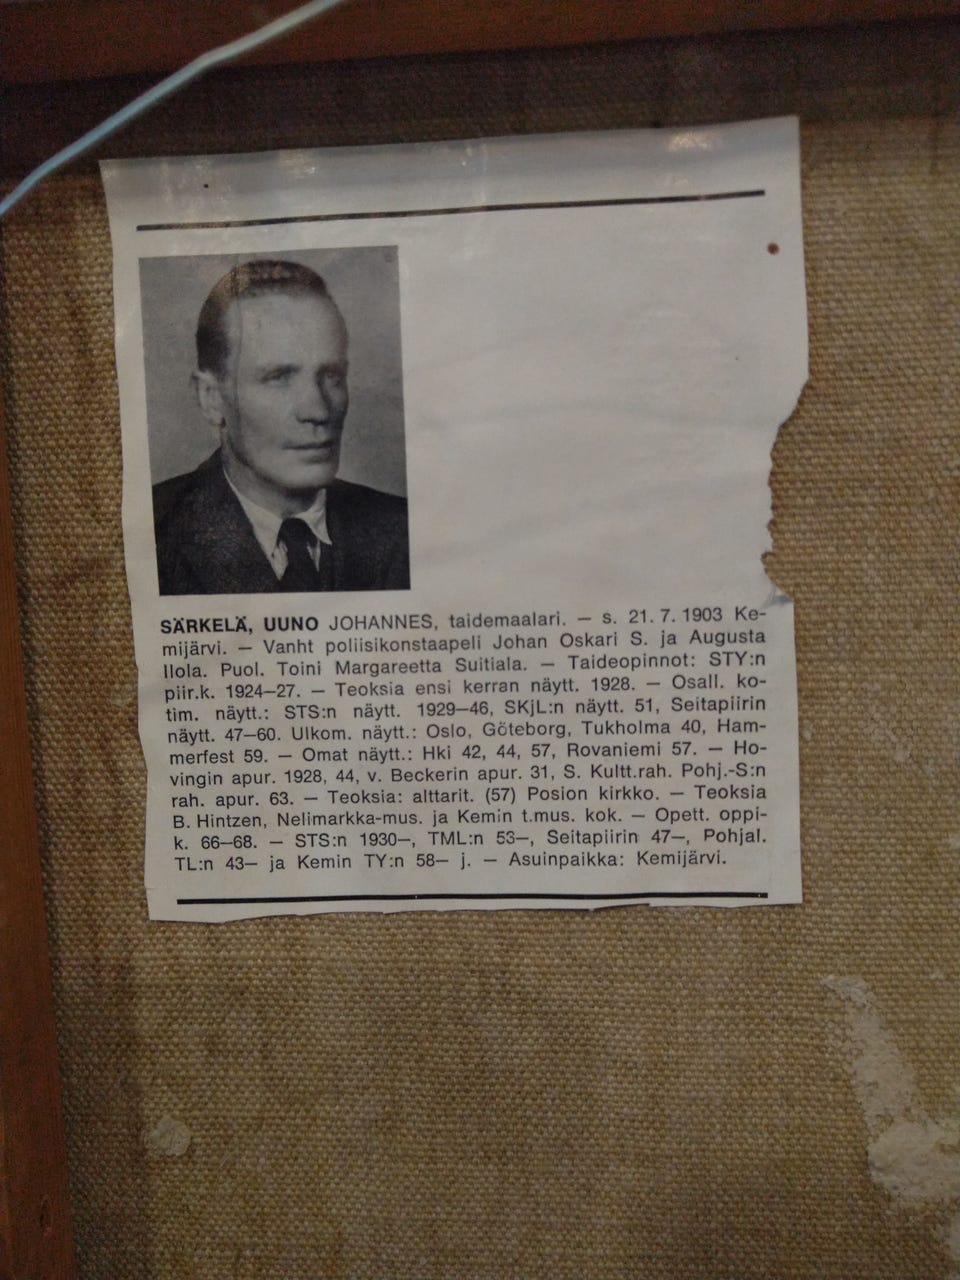 SÄRKELÄ, UUNO JOHANNES, taidemaalari. — s. 21. 7. 1903 Ke-
mijärvi. — Vanht poliisikonstaapeli Johan Oskari S. ja Augusta
Ilola. Puol. Toini Margareetta Suitiala. — Taideopinnot: STY:n
piir.k. 1924—27. — Teoksia ensi kerran näytt. 1928. — Osall. ko-
tim. näytt.: STS:n näytt. 1929—46, SKjL:n näytt. 51, Seitapiirin
näytt. 47—60. Ulkom. näytt.: Oslo, Göteborg, Tukholma 40, Ham-
merfest 59. — Omat näytt.: Hki 42, 44, 57, Rovaniemi 57. — Ho-
vingin apur. 1928, 44, v. Beckerin apur. 31, S. Kultt.rah. Pohj.-S:n
rah. apur. 63. — Teoksia: alttarit. (57) Posion kirkko. — Teoksia
B. Hintzen, Nelimarkka-mus. ja Kemin t.mus. kok. — Opett. oppi-
k. 66—68. — STS:n 1930—, TML:n 53—, Seitapiirin 47—, Pohjal.
TL:n 43— ja Kemin TY:n 58— j. — Asuinpaikka: Kemijärvi.